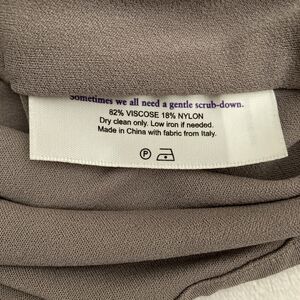 Sometimes we all need a gentle scrub-down.
82% VISCOSE 18% NYLON
Dry clean only. Low iron if needed.
Made in China with fabric from Italy.
P